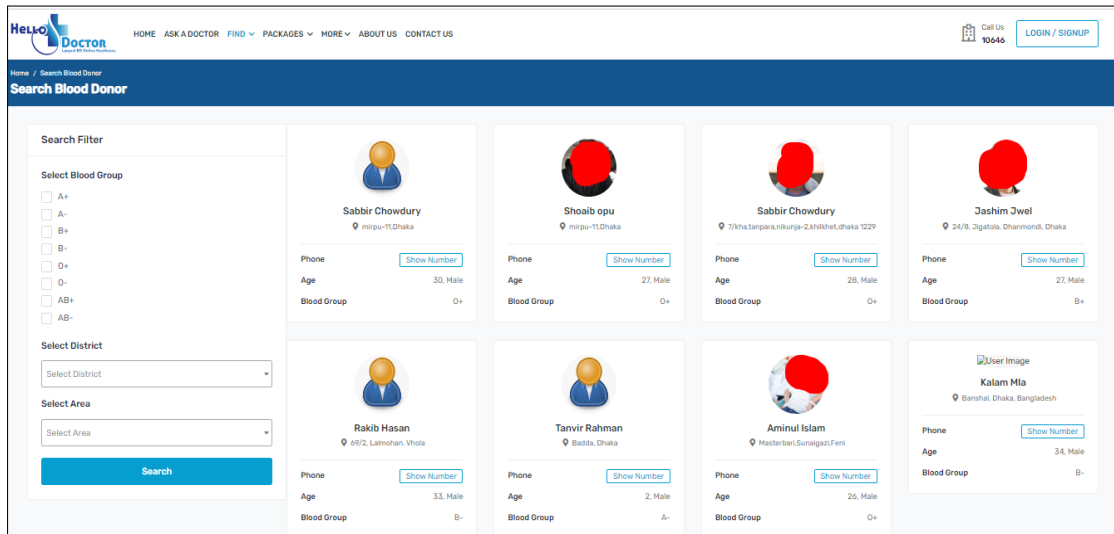 HELLO
DOCTOR
HOME ASK A DOCTOR FIND PACKAGES MORE ABOUT US CONTACT US
Call Us
10646
LOGIN / SIGNUP
Home / Search Blood Donor
Search Blood Donor
Search Filter
Select Blood Group
A+
A-
B+
B-
O+
O-
AB+
AB-
Select District
Select District
Select Area
Select Area
Search
Sabbir Chowdury
mirpu-11,Dhaka
Phone Show Number
Age 30, Male
Blood Group O+
Shoaib opu
mirpu-11,Dhaka
Phone Show Number
Age 27, Male
Blood Group O+
Sabbir Chowdury
7/kha,tanpara,nikunja-2,khilkhet,dhaka 1229
Phone Show Number
Age 28, Male
Blood Group O+
Jashim Jwel
24/8, Jigatola, Dhanmondi, Dhaka
Phone Show Number
Age 27, Male
Blood Group B+
Rakib Hasan
69/2, Lalmohan, Vhola
Phone Show Number
Age 33, Male
Blood Group B-
Tanvir Rahman
Badda, Dhaka
Phone Show Number
Age 2, Male
Blood Group A-
Aminul Islam
Masterbari,Sunaigazi,Feni
Phone Show Number
Age 26, Male
Blood Group O+
User Image
Kalam Mla
Banshal, Dhaka, Bangladesh
Phone Show Number
Age 34, Male
Blood Group B-